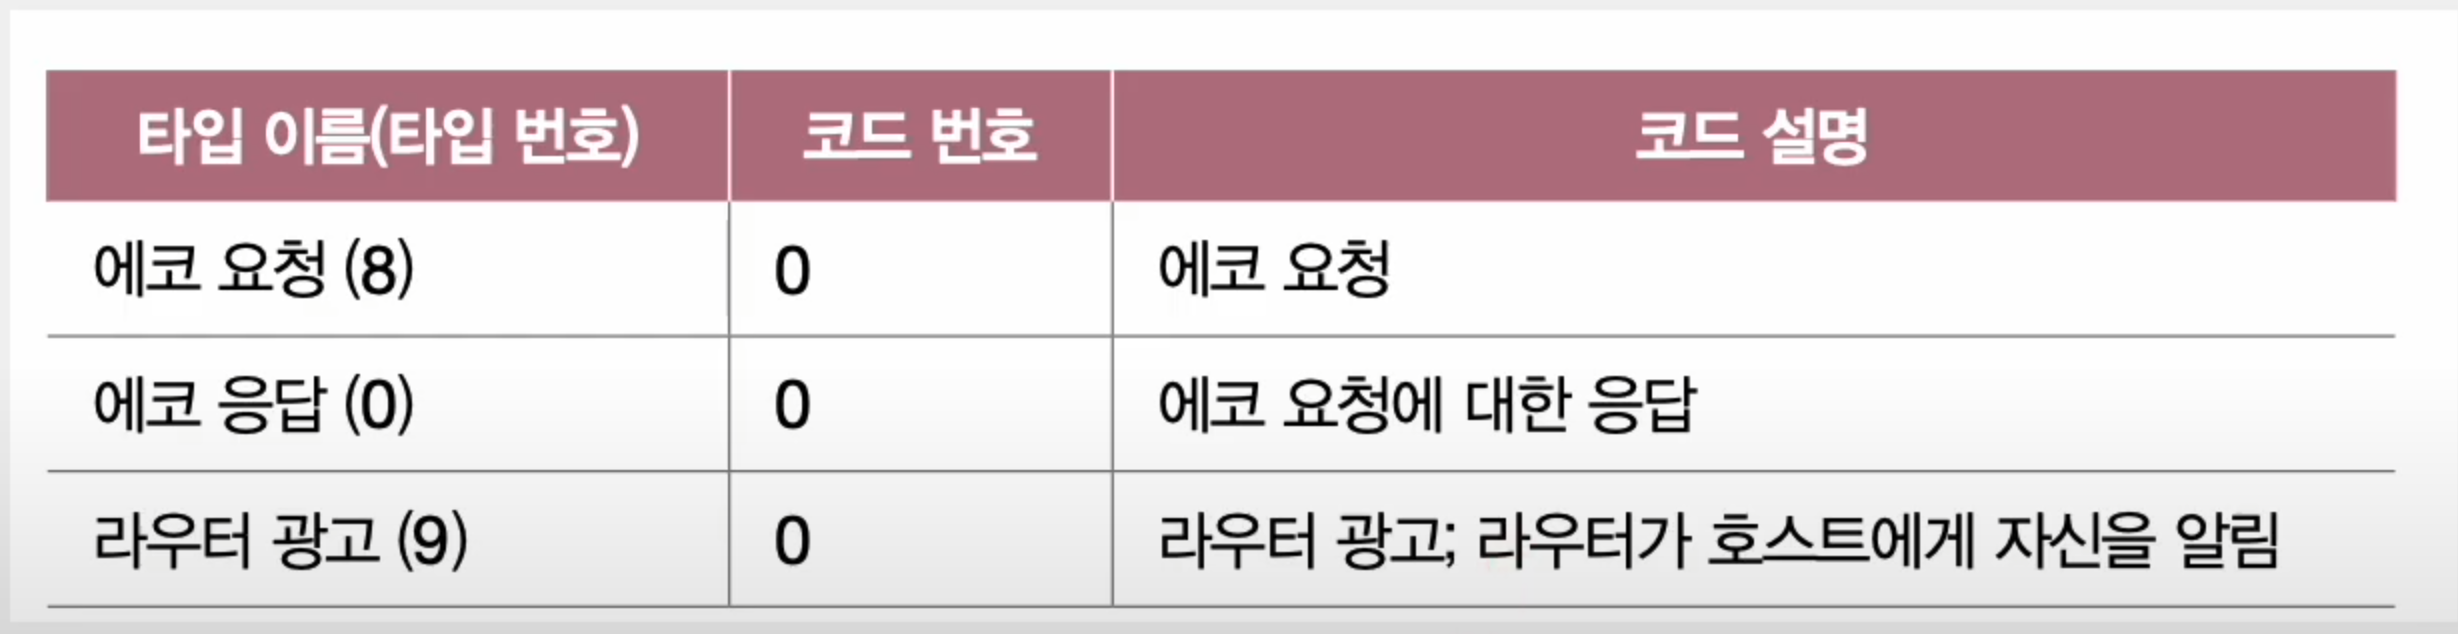 타입 이름(타입 번호) 코드 번호 코드 설명
에코 요청 (8) 0 에코 요청
에코 응답 (0) 0 에코 요청에 대한 응답
라우터 광고 (9) 0 라우터 광고; 라우터가 호스트에게 자신을 알림